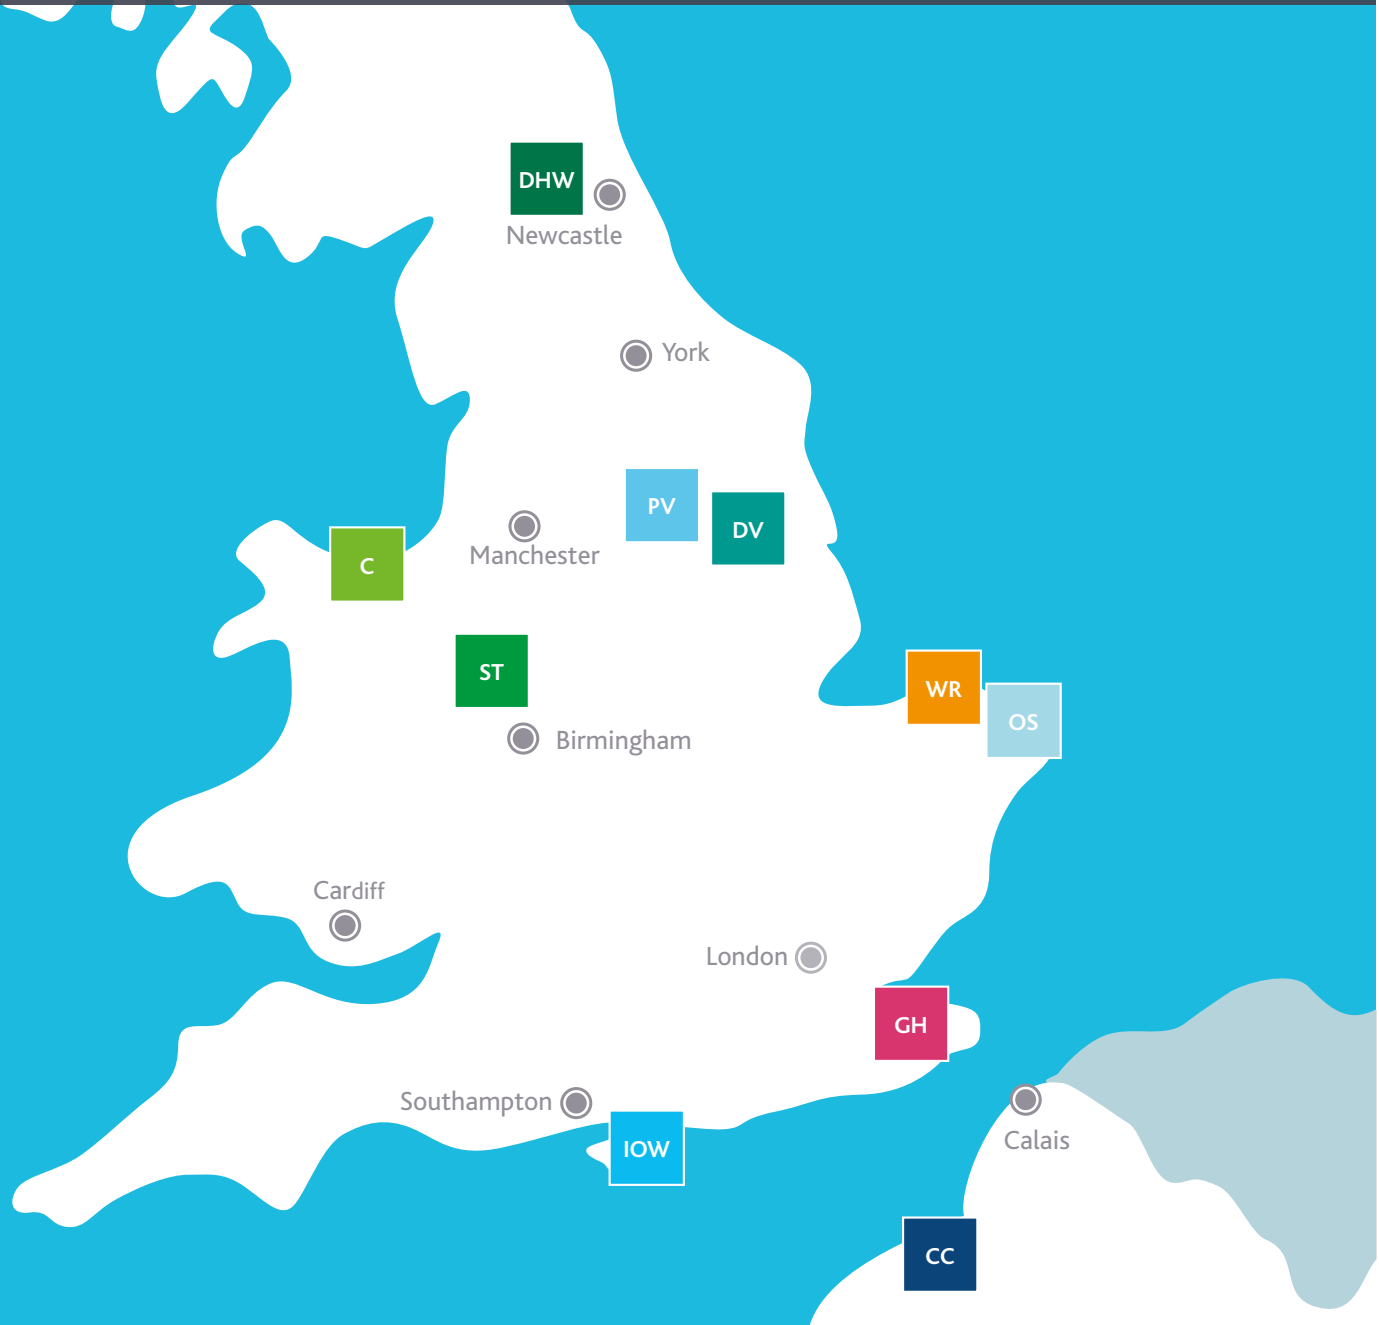 DHW
Newcastle
York
PV
DV
Manchester
C
ST
WR
OS
Birmingham
Cardiff
London
GH
Southampton
IOW
Calais
CC